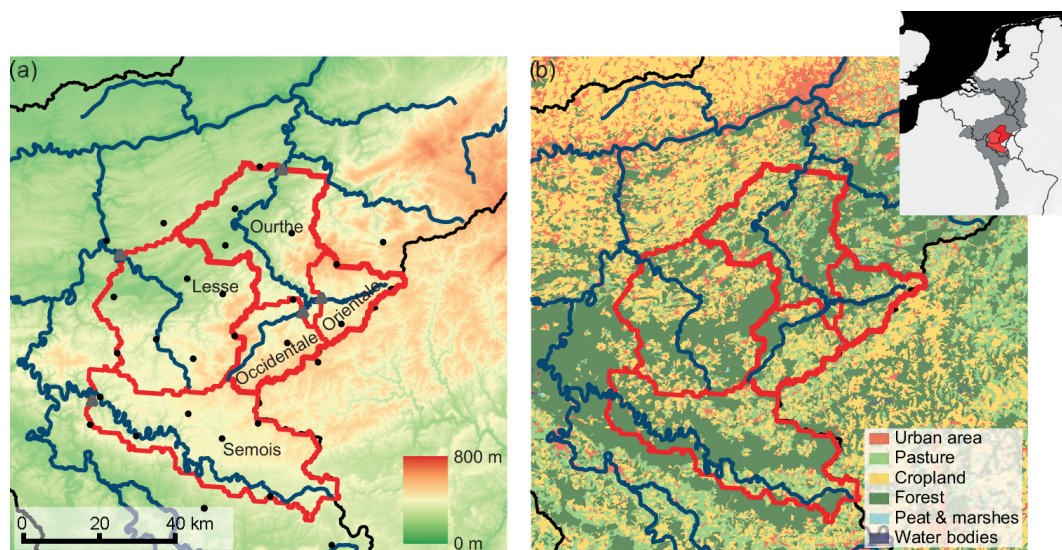 (a)
Ourthe
Lesse
Occidentale
Orientale
Semois
800 m
0 m
0 20 40 km
(b)
Urban area
Pasture
Cropland
Forest
Peat & marshes
Water bodies